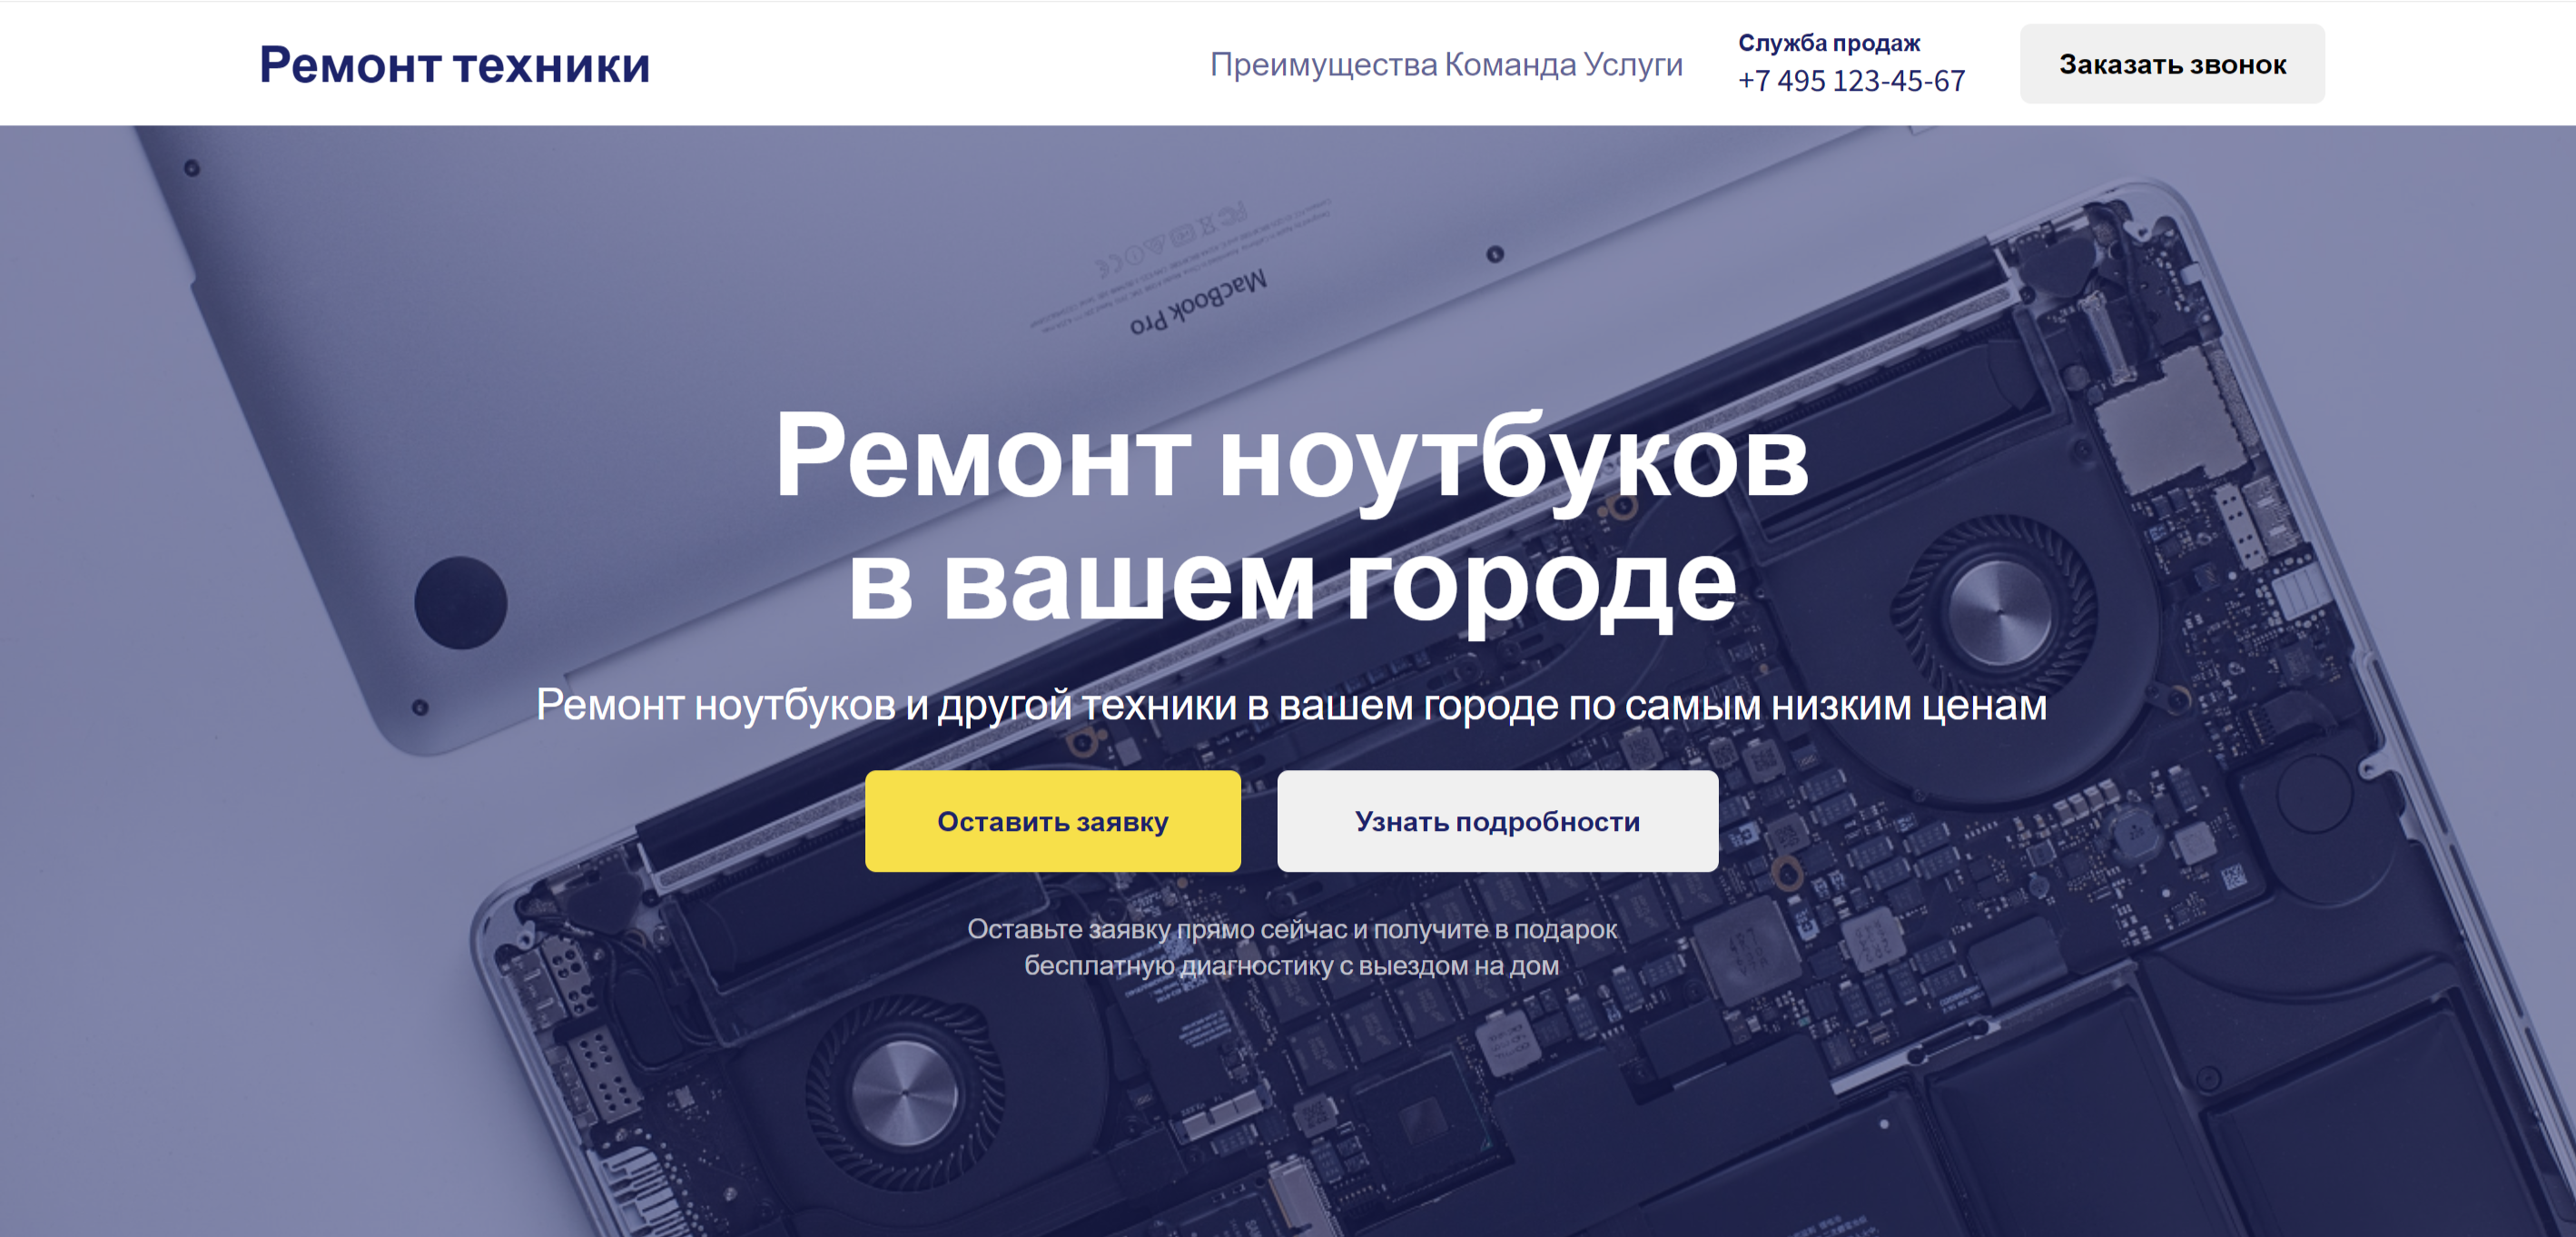 Ремонт техники
Преимущества Команда Услуги
Служба продаж
+7 495 123-45-67
Заказать звонок
MacBook Pro
Ремонт ноутбуков
в вашем городе
Ремонт ноутбуков и другой техники в вашем городе по самым низким ценам
Оставить заявку
Узнать подробности
Оставьте заявку прямо сейчас и получите в подарок
бесплатную диагностику с выездом на дом